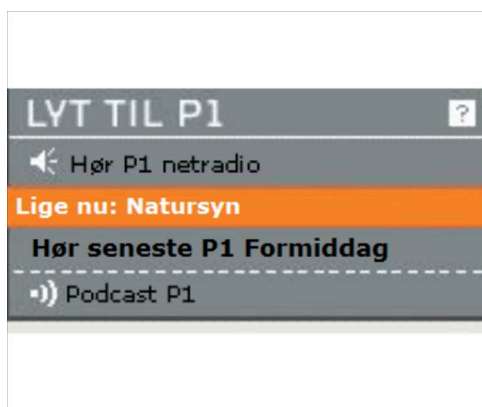 LYT TIL P1 ?
Hør P1 netradio
Lige nu: Natursyn
Hør seneste P1 Formiddag
Podcast P1